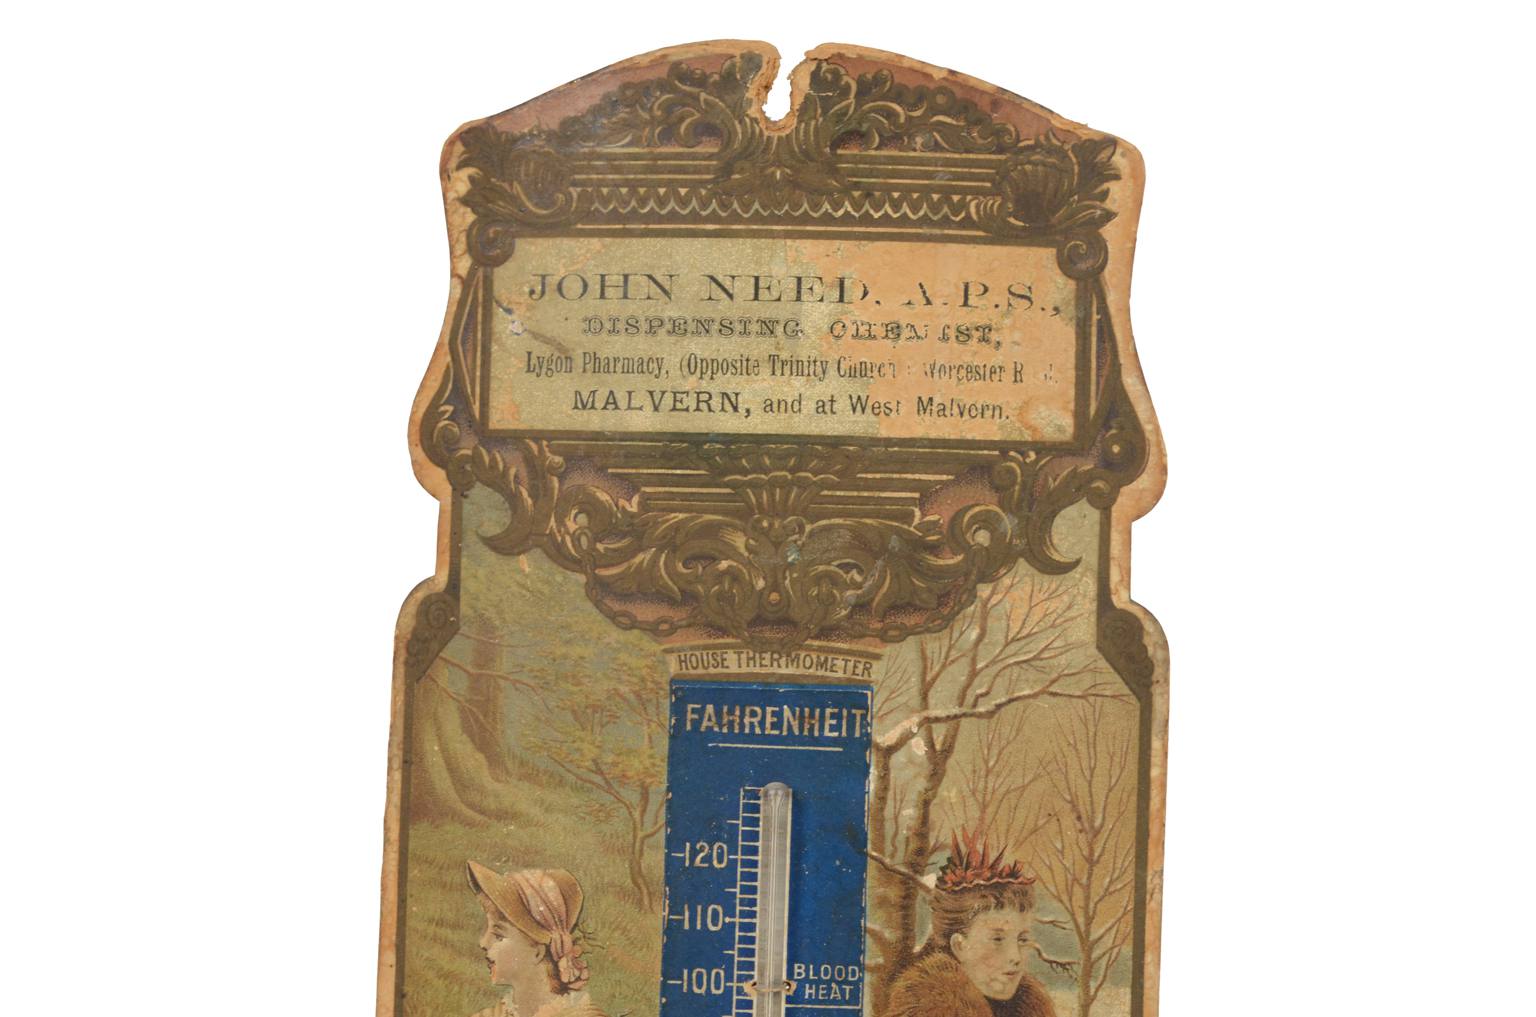 JOHN NEED, A.P.S.,
DISPENSING CHEMIST,
Lygon Pharmacy, (Opposite Trinity Church) Worcester
MALVERN, and at West Malvern.
HOUSE THERMOMETER
FAHRENHEIT
120
110
100
BLOOD
HEAT